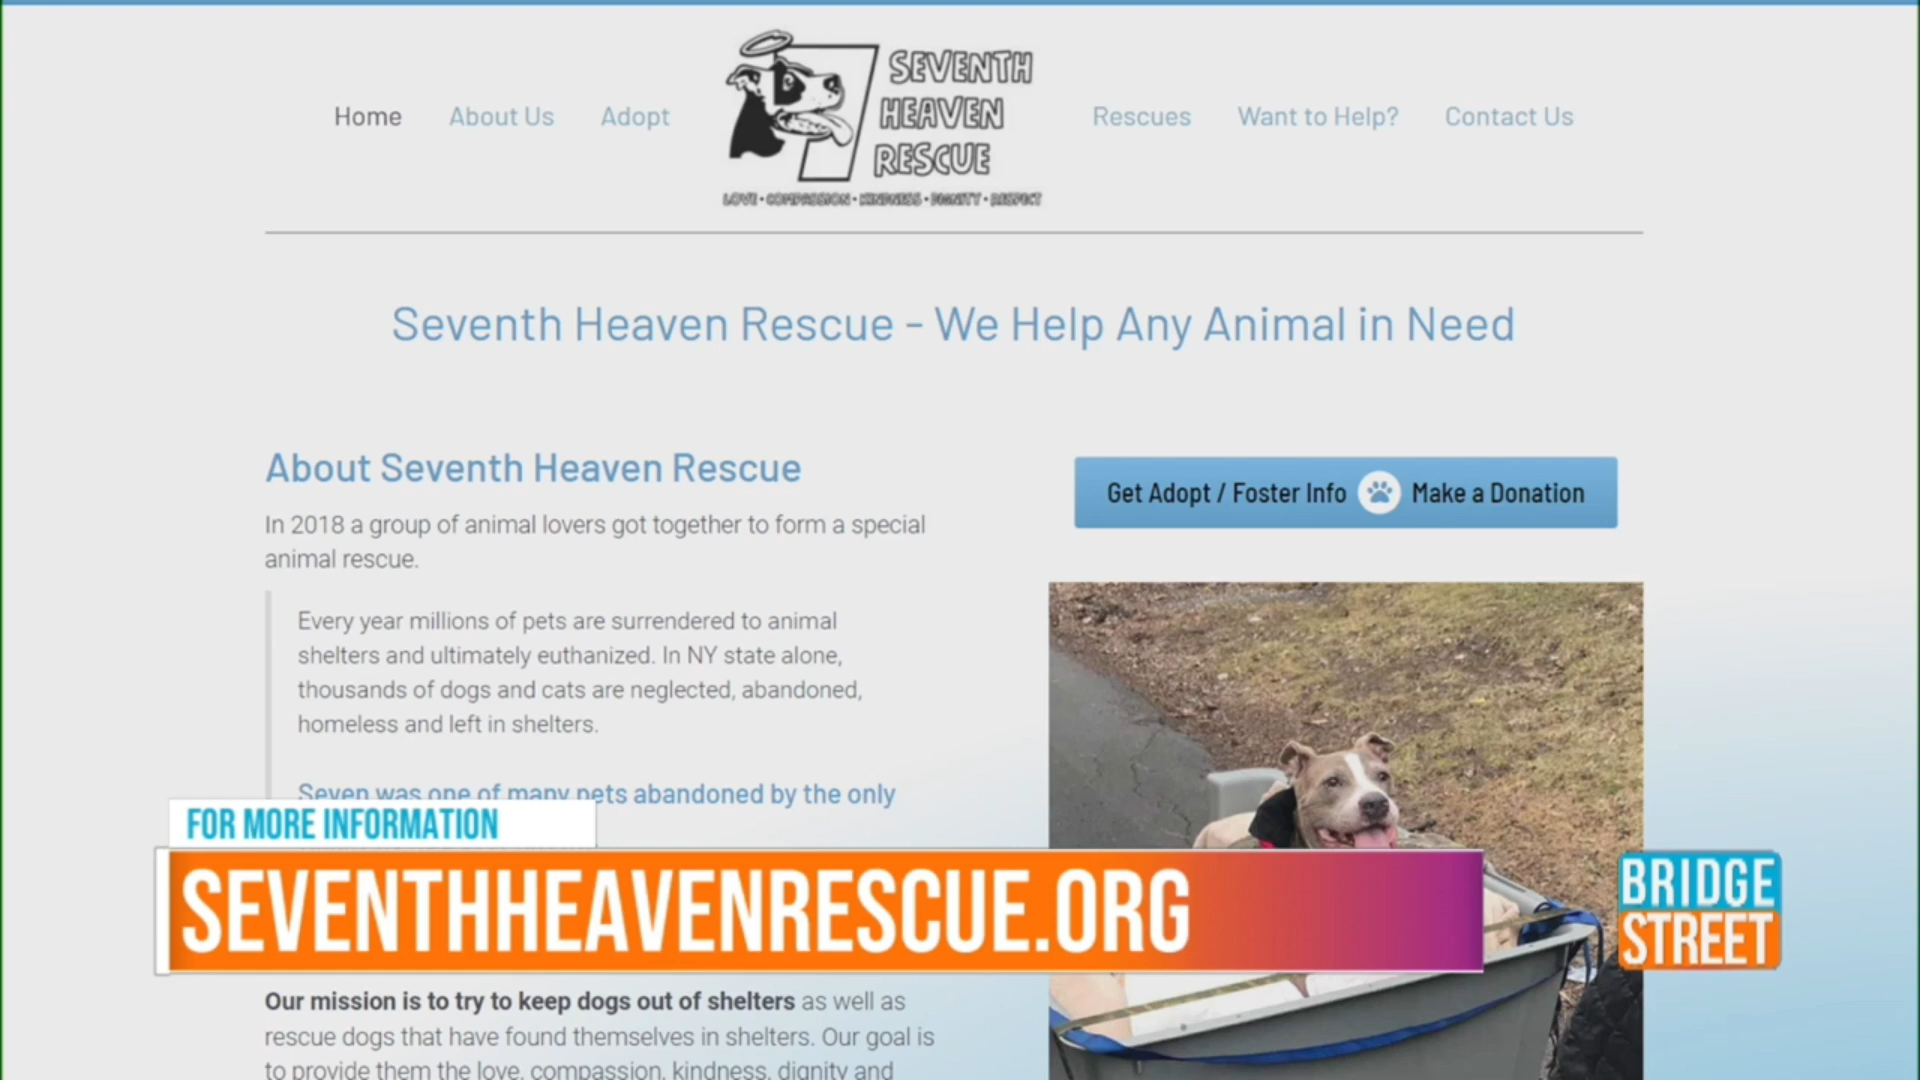 Home About Us Adopt
SEVENTH
HEAVEN
RESCUE
LOVE • COMPASSION • KINDNESS • DIGNITY • RESPECT
Rescues Want to Help? Contact Us
Seventh Heaven Rescue - We Help Any Animal in Need
About Seventh Heaven Rescue
In 2018 a group of animal lovers got together to form a special
animal rescue.
Every year millions of pets are surrendered to animal
shelters and ultimately euthanized. In NY state alone,
thousands of dogs and cats are neglected, abandoned,
homeless and left in shelters.
Seven was one of many pets abandoned by the only
Get Adopt / Foster Info Make a Donation
FOR MORE INFORMATION
SEVENTHHEAVENRESCUE.ORG
BRIDGE
STREET
Our mission is to try to keep dogs out of shelters as well as
rescue dogs that have found themselves in shelters. Our goal is
to provide them the love, compassion, kindness, dignity and